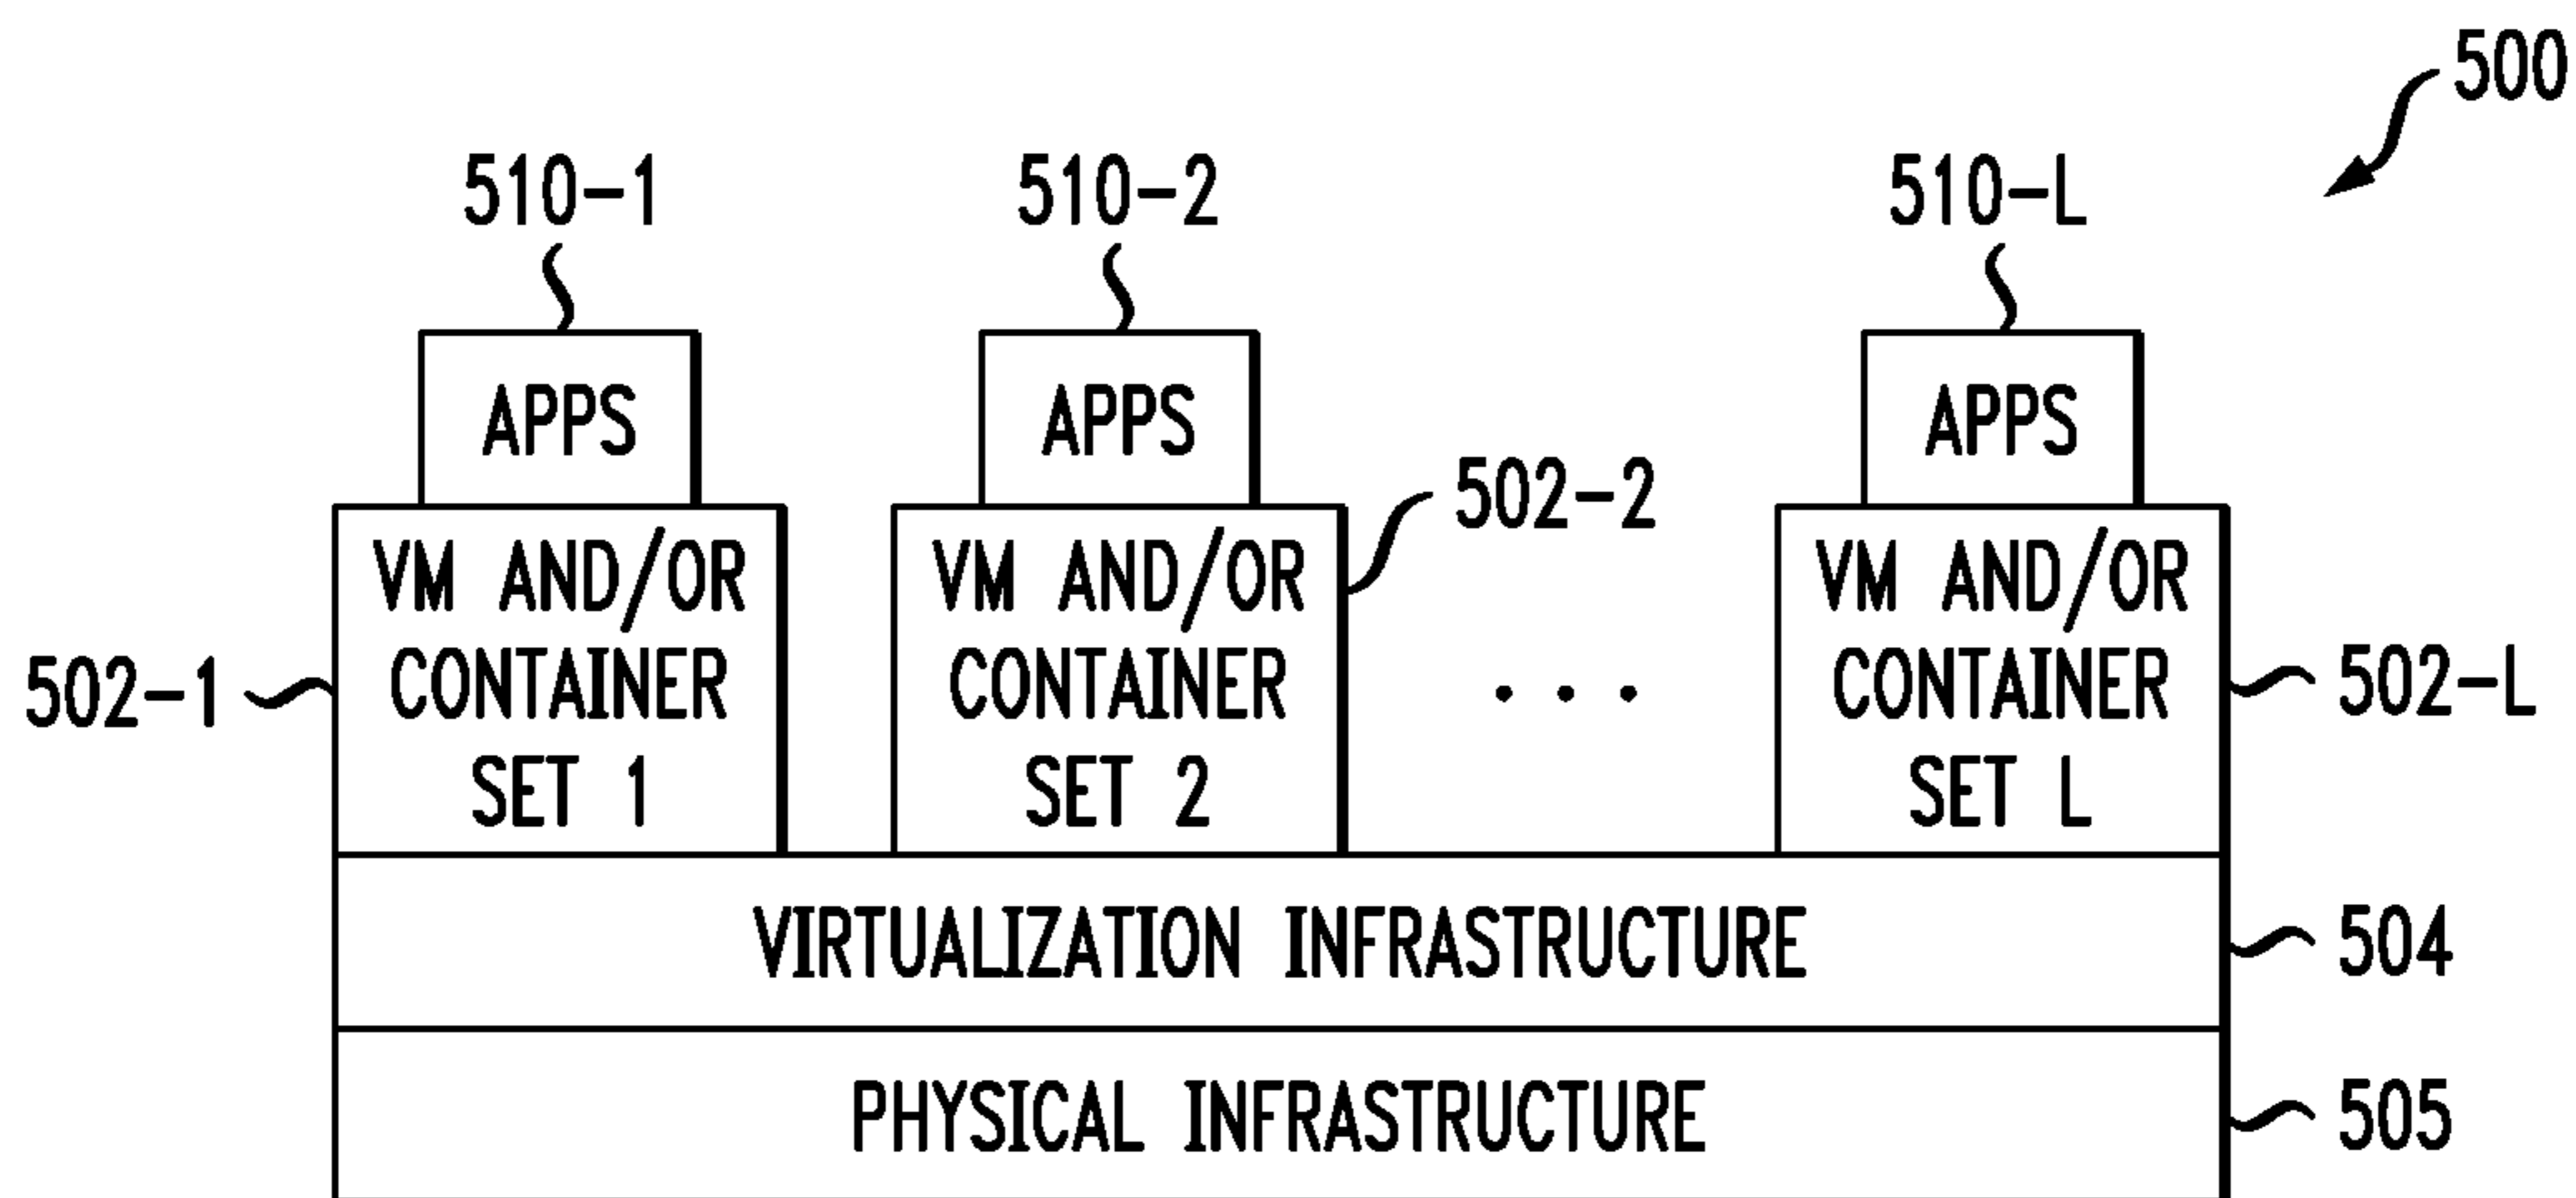 500
510-1
510-2
510-L
APPS
APPS
APPS
502-2
VM AND/OR
CONTAINER
SET 1
VM AND/OR
CONTAINER
SET 2
. . .
VM AND/OR
CONTAINER
SET L
502-1
502-L
VIRTUALIZATION INFRASTRUCTURE
504
PHYSICAL INFRASTRUCTURE
505